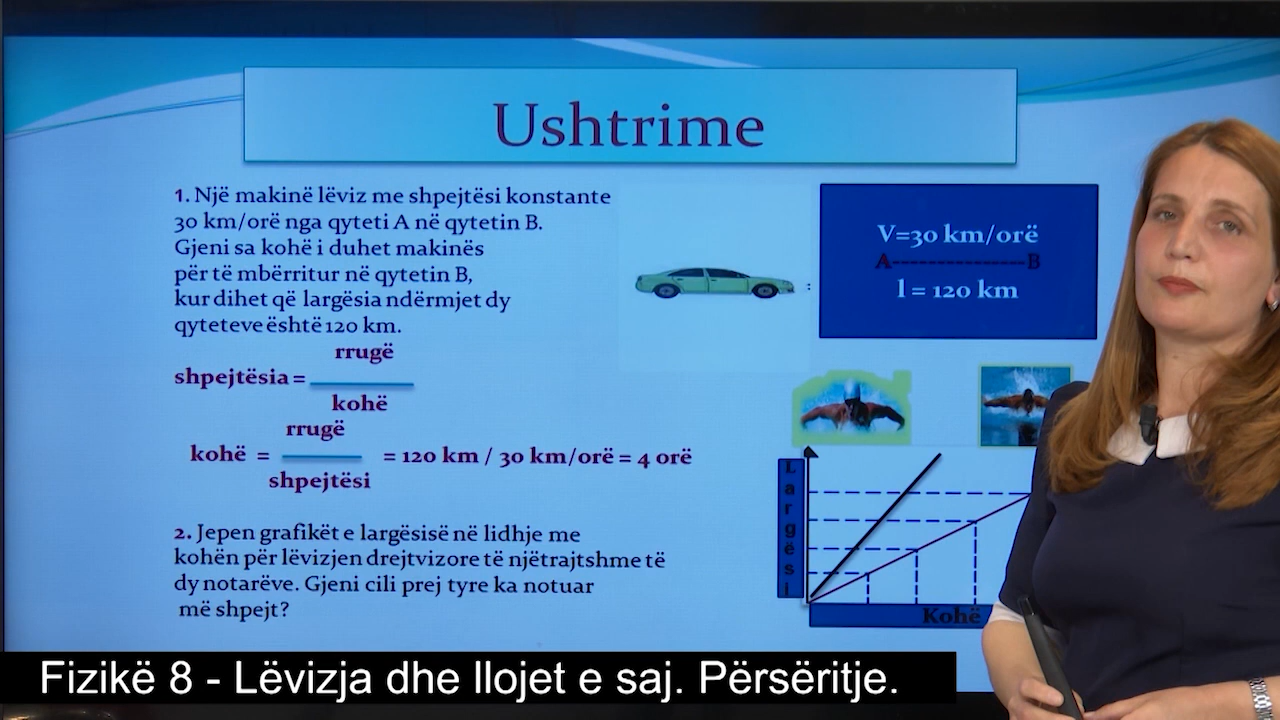 Ushtrime
1. Një makinë lëviz me shpejtësi konstante
30 km/orë nga qyteti A në qytetin B.
Gjeni sa kohë i duhet makinës
për të mbërritur në qytetin B,
kur dihet që largësia ndërmjet dy
qyteteve është 120 km.
rrugë
shpejtësia =
kohë
rrugë
kohë = = 120 km / 30 km/orë = 4 orë
shpejtësi
2. Jepen grafikët e largësisë në lidhje me
kohën për lëvizjen drejtvizore të njëtrajtshme të
dy notarëve. Gjeni cili prej tyre ka notuar
më shpejt?
:
V=30 km/orë
A---------------B
l = 120 km
Largësi
Kohë
Fizikë 8 - Lëvizja dhe llojet e saj. Përsëritje.